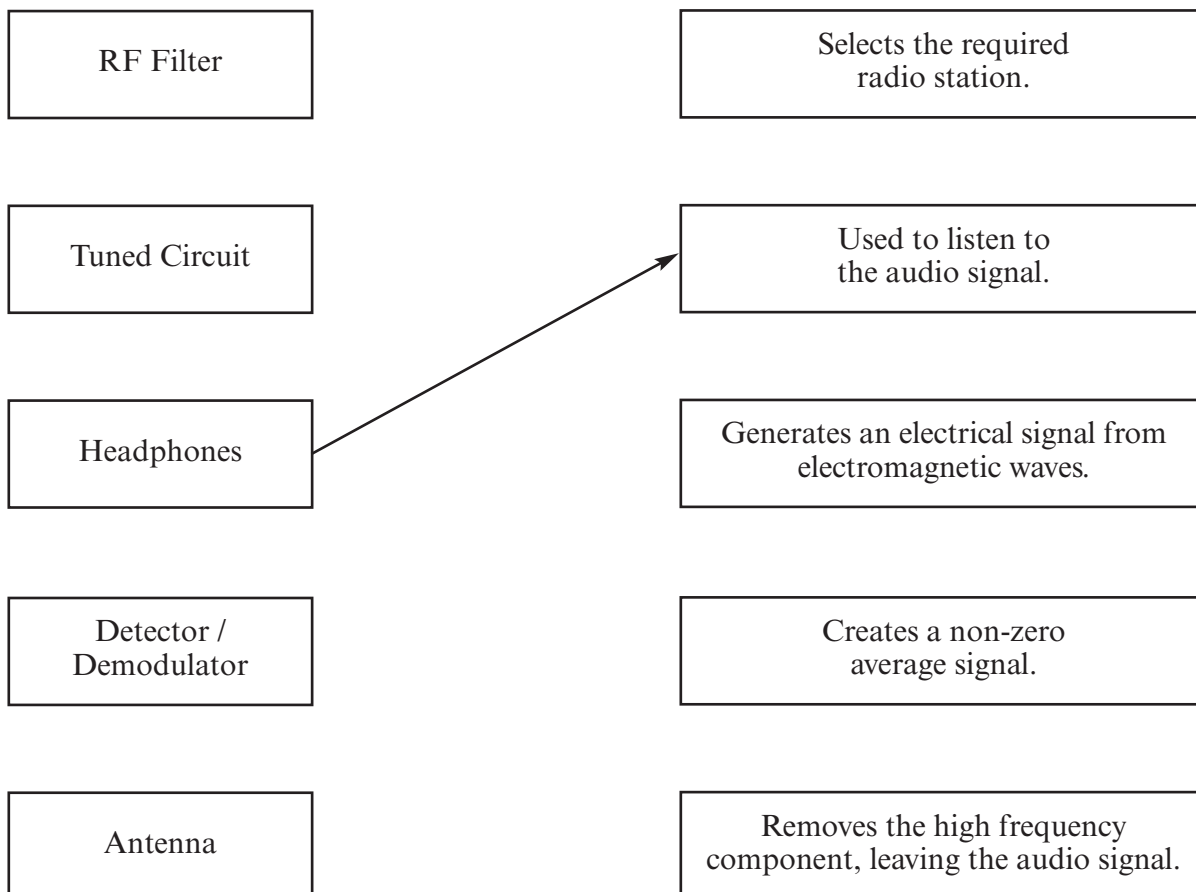 RF Filter
Selects the required
radio station.
Tuned Circuit
Used to listen to
the audio signal.
Headphones
Generates an electrical signal from
electromagnetic waves.
Detector /
Demodulator
Creates a non-zero
average signal.
Antenna
Removes the high frequency
component, leaving the audio signal.